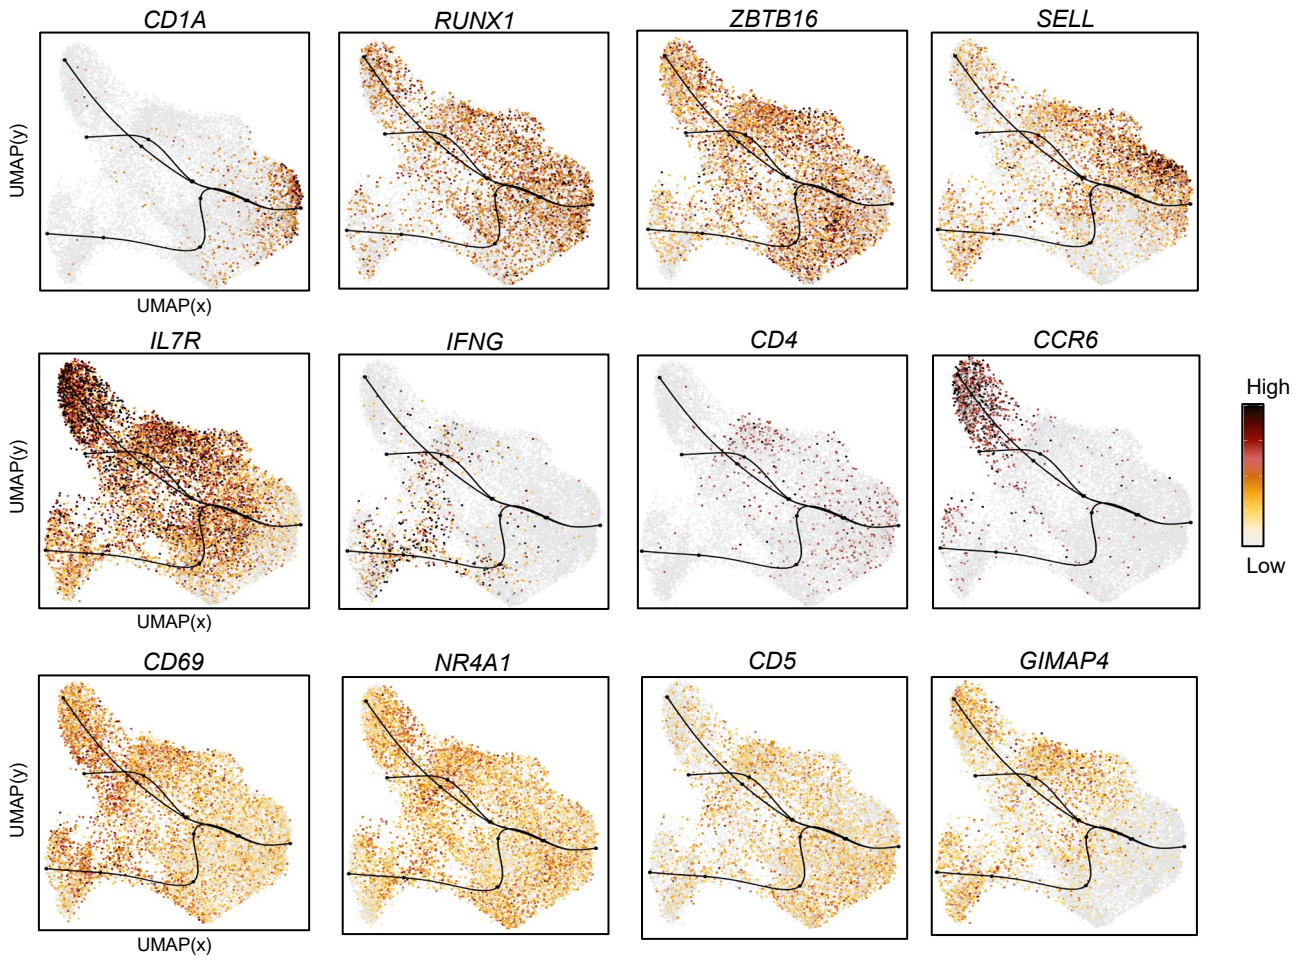 CD1A
RUNX1
ZBTB16
SELL
UMAP(y)
UMAP(x)
IL7R
IFNG
CD4
CCR6
UMAP(y)
UMAP(x)
High
Low
CD69
NR4A1
CD5
GIMAP4
UMAP(y)
UMAP(x)